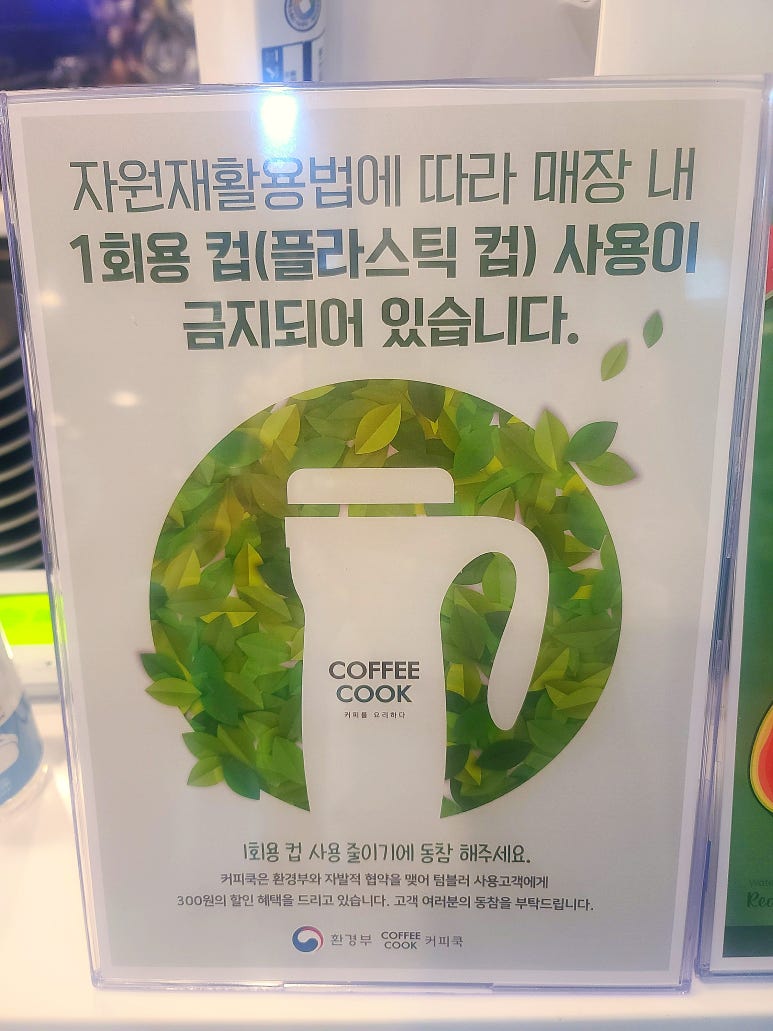 자원재활용법에 따라 매장 내
1회용 컵(플라스틱 컵) 사용이
금지되어 있습니다.
COFFEE
COOK
커피를 요리하다
1회용 컵 사용 줄이기에 동참 해주세요.
커피쿡은 환경부와 자발적 협약을 맺어 텀블러 사용고객에게
300원의 할인 혜택을 드리고 있습니다. 고객 여러분의 동참을 부탁드립니다.
환경부 COFFEE COOK 커피쿡